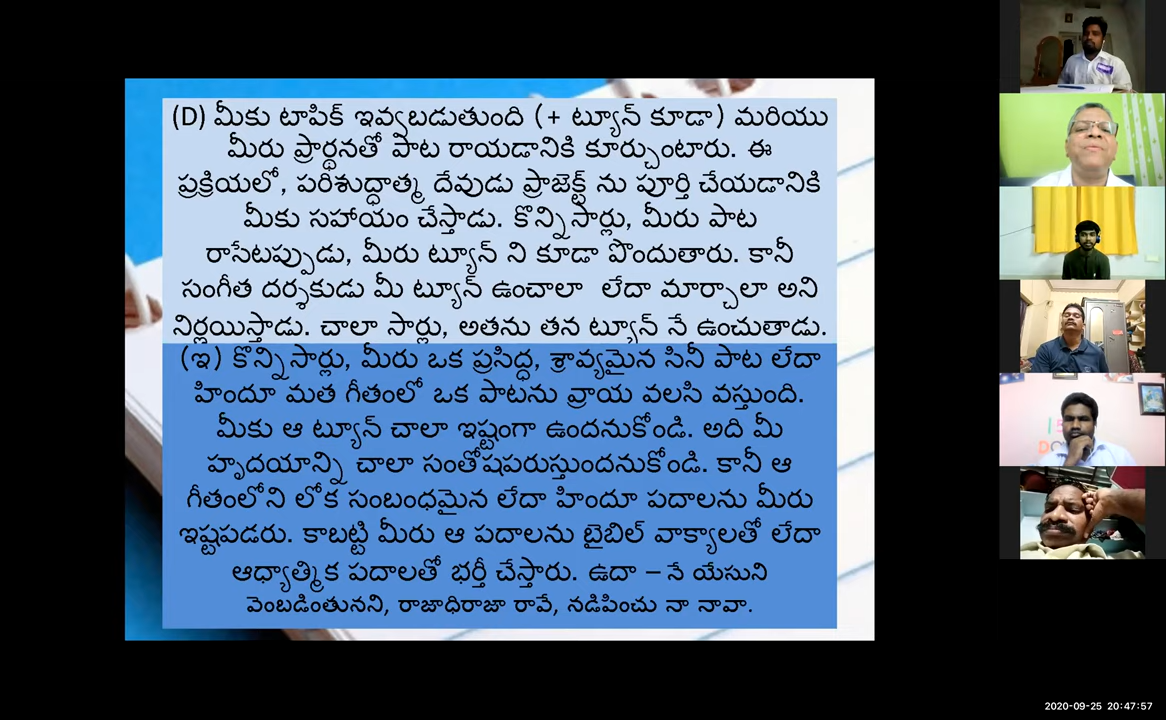 (D) మీకు టాపిక్ ఇవ్వబడుతుంది (+ ట్యూన్ కూడా) మరియు
మీరు ప్రార్థనతో పాట రాయడానికి కూర్చుంటారు. ఈ
ప్రక్రియలో, పరిశుద్ధాత్మ దేవుడు ప్రాజెక్ట్ ను పూర్తి చేయడానికి
మీకు సహాయం చేస్తాడు. కొన్నిసార్లు, మీరు పాట
రాసేటప్పుడు, మీరు ట్యూన్ ని కూడా పొందుతారు. కానీ
సంగీత దర్శకుడు మీ ట్యూన్ ఉంచాలా లేదా మార్చాలా అని
నిర్ణయిస్తాడు. చాలా సార్లు, అతను తన ట్యూన్ నే ఉంచుతాడు.
(ఇ) కొన్నిసార్లు, మీరు ఒక ప్రసిద్ధ, శ్రావ్యమైన సినీ పాట లేదా
హిందూ మత గీతంలో ఒక పాటను వ్రాయ వలసి వస్తుంది.
మీకు ఆ ట్యూన్ చాలా ఇష్టంగా ఉందనుకోండి. అది మీ
హృదయాన్ని చాలా సంతోషపరుస్తుందనుకోండి. కానీ ఆ
గీతంలోని లోక సంబంధమైన లేదా హిందూ పదాలను మీరు
ఇష్టపడరు. కాబట్టి మీరు ఆ పదాలను బైబిల్ వాక్యాలతో లేదా
ఆధ్యాత్మిక పదాలతో భర్తీ చేస్తారు. ఉదా – నే యేసుని
వెంబడింతునని, రాజాధిరాజా రావే, నడిపించు నా నావా.
2020-09-25 20:47:57